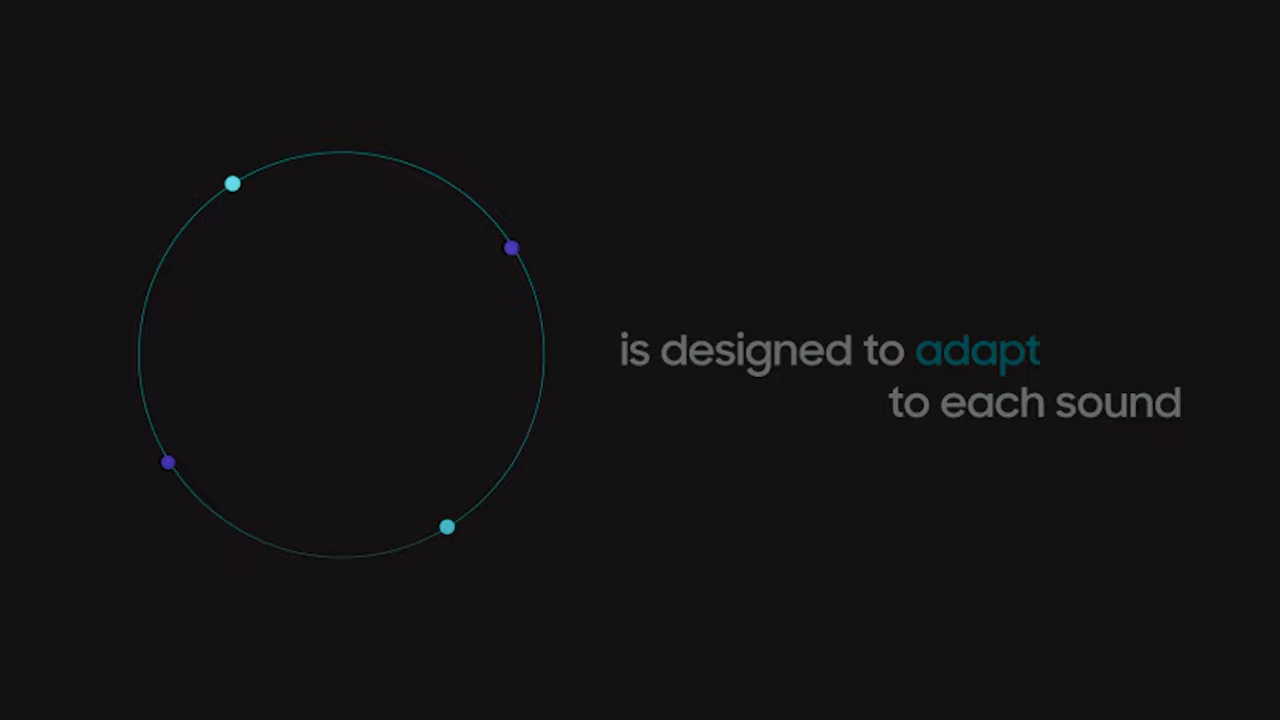 is designed to adapt
to each sound